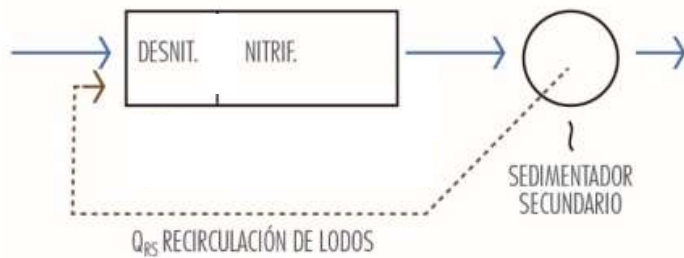 DESNIT. NITRIF.
SEDIMENTADOR
SECUNDARIO
QRS RECIRCULACIÓN DE LODOS